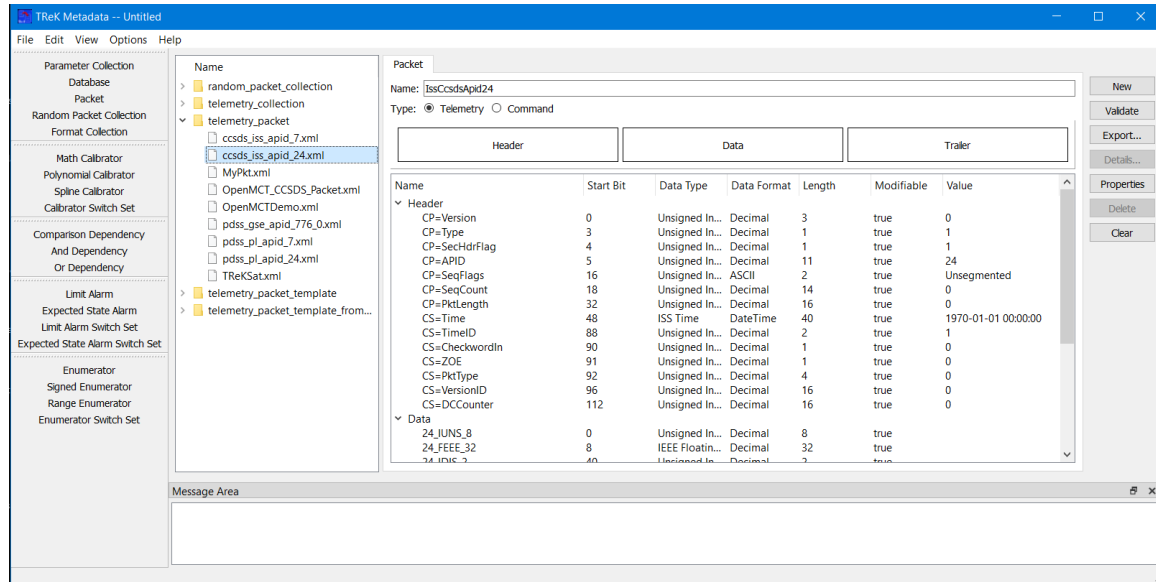 TReK Metadata -- Untitled
File Edit View Options Help
Parameter Collection
Database
Packet
Random Packet Collection
Format Collection
Math Calibrator
Polynomial Calibrator
Spline Calibrator
Calibrator Switch Set
Comparison Dependency
And Dependency
Or Dependency
Limit Alarm
Expected State Alarm
Limit Alarm Switch Set
Expected State Alarm Switch Set
Enumerator
Signed Enumerator
Range Enumerator
Enumerator Switch Set
Name
random_packet_collection
telemetry_collection
telemetry_packet
ccsds_iss_apid_7.xml
ccsds_iss_apid_24.xml
MyPkt.xml
OpenMCT_CCSDS_Packet.xml
OpenMCTDemo.xml
pdss_gse_apid_776_0.xml
pdss_pl_apid_7.xml
pdss_pl_apid_24.xml
TReKSat.xml
telemetry_packet_template
telemetry_packet_template_from...
Packet
Name: IssCcsdsApid24
Type: Telemetry Command
Header Data Trailer
Name Start Bit Data Type Data Format Length Modifiable Value
Header
CP=Version 0 Unsigned In... Decimal 3 true 0
CP=Type 3 Unsigned In... Decimal 1 true 1
CP=SecHdrFlag 4 Unsigned In... Decimal 1 true 1
CP=APID 5 Unsigned In... Decimal 11 true 24
CP=SeqFlags 16 Unsigned In... ASCII 2 true Unsegmented
CP=SeqCount 18 Unsigned In... Decimal 14 true 0
CP=PktLength 32 Unsigned In... Decimal 16 true 0
CS=Time 48 ISS Time DateTime 40 true 1970-01-01 00:00:00
CS=TimeID 88 Unsigned In... Decimal 2 true 1
CS=CheckwordIn 90 Unsigned In... Decimal 1 true 0
CS=ZOE 91 Unsigned In... Decimal 1 true 0
CS=PktType 92 Unsigned In... Decimal 4 true 0
CS=VersionID 96 Unsigned In... Decimal 16 true 0
CS=DCCounter 112 Unsigned In... Decimal 16 true 0
Data
24_IUNS_8 0 Unsigned In... Decimal 8 true
24_FEEE_32 8 IEEE Floatin... Decimal 32 true
New
Validate
Export...
Details...
Properties
Delete
Clear
Message Area